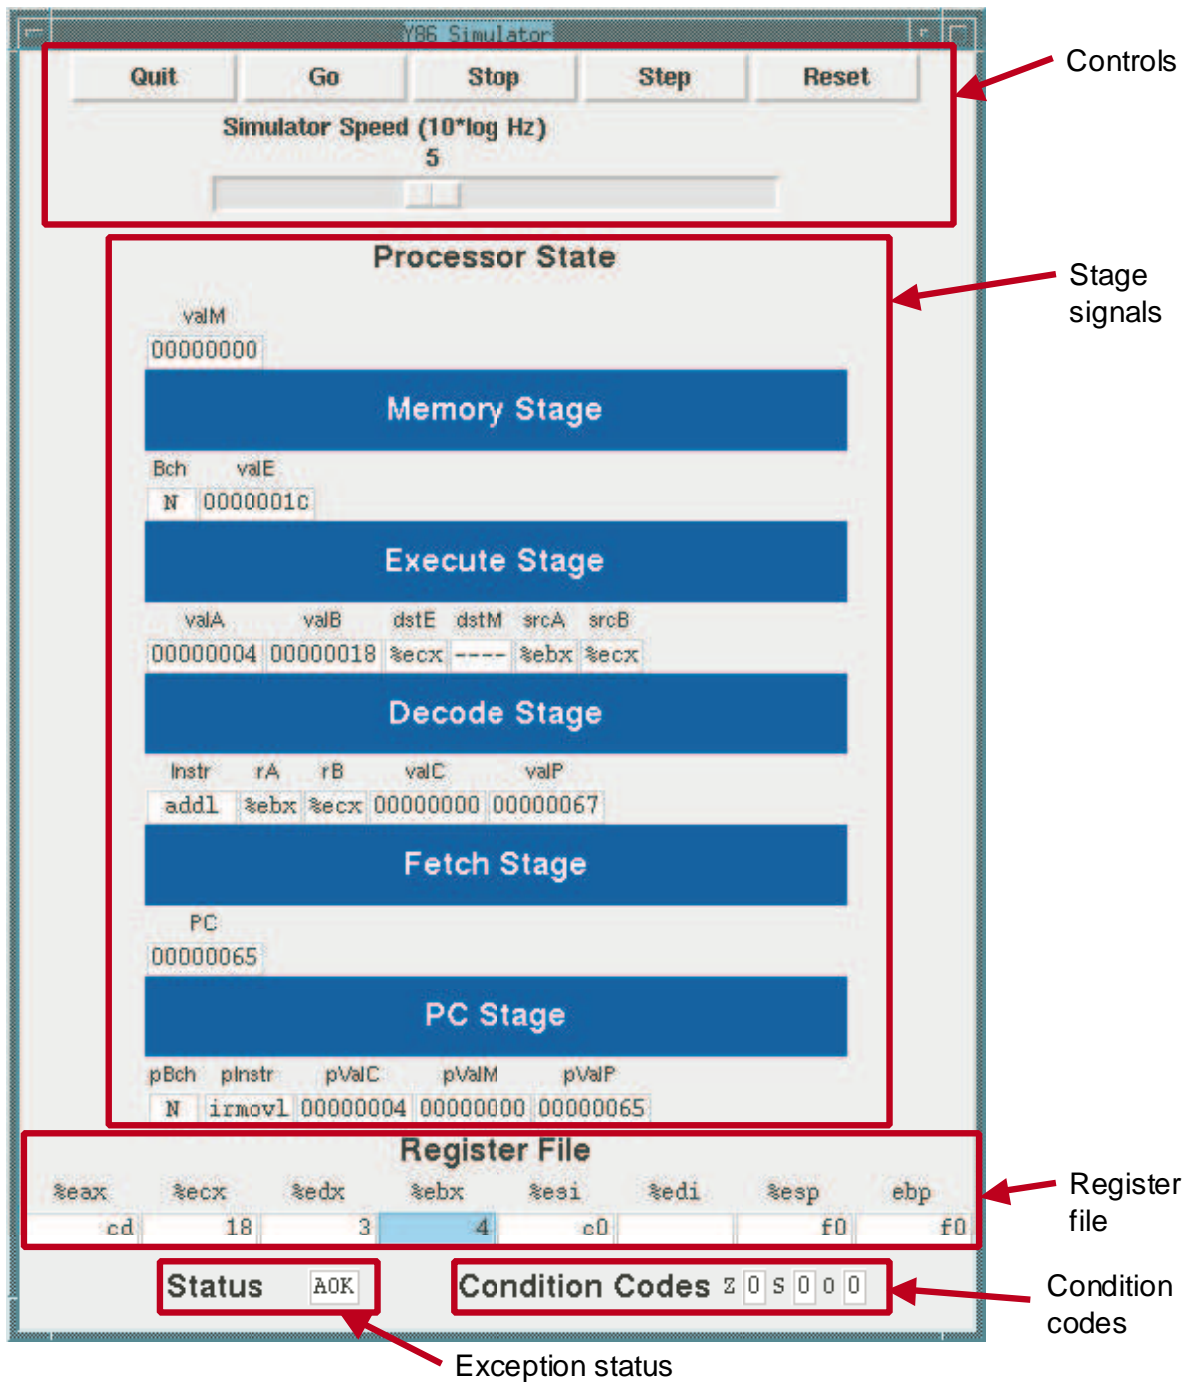 Y86 Simulator
Quit Go Stop Step Reset
Controls
Simulator Speed (10*log Hz)
5
Processor State
Stage
signals
valM
00000000
Memory Stage
Bch valE
N 0000001c
Execute Stage
valA valB dstE dstM srcA srcB
00000004 00000018 %ecx ---- %ebx %ecx
Decode Stage
Instr rA rB valC valP
addl %ebx %ecx 00000000 00000067
Fetch Stage
PC
00000065
PC Stage
pBch pInstr pValC pValM pValP
N irmovl 00000004 00000000 00000065
Register File
%eax %ecx %edx %ebx %esi %edi %esp ebp
cd 18 3 4 c0 f0 f0
Register
file
Status AOK Condition Codes Z 0 S 0 O 0
Condition
codes
Exception status